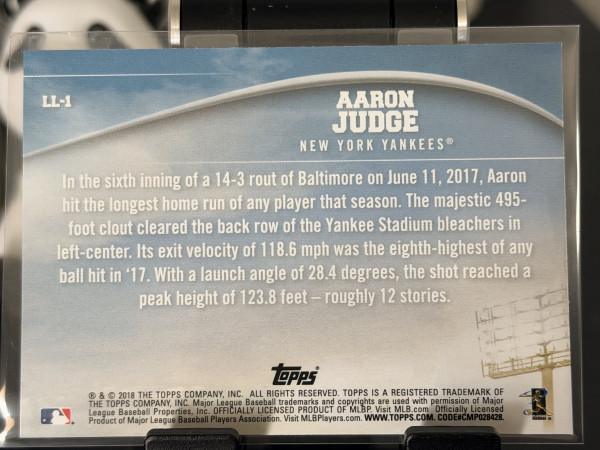 LL-1
AARON
JUDGE
NEW YORK YANKEES®
In the sixth inning of a 14-3 rout of Baltimore on June 11, 2017, Aaron
hit the longest home run of any player that season. The majestic 495-
foot clout cleared the back row of the Yankee Stadium bleachers in
left-center. Its exit velocity of 118.6 mph was the eighth-highest of any
ball hit in '17. With a launch angle of 28.4 degrees, the shot reached a
peak height of 123.8 feet – roughly 12 stories.
topps®
® & © 2018 THE TOPPS COMPANY, INC. ALL RIGHTS RESERVED. TOPPS IS A REGISTERED TRADEMARK OF
THE TOPPS COMPANY, INC. Major League Baseball trademarks and copyrights are used with permission of Major
League Baseball Properties, Inc. OFFICIALLY LICENSED PRODUCT OF MLBP. Visit MLB.com Officially Licensed
Product of Major League Baseball Players Association. Visit MLBPlayers.com. WWW.TOPPS.COM. CODE#CMP028428.